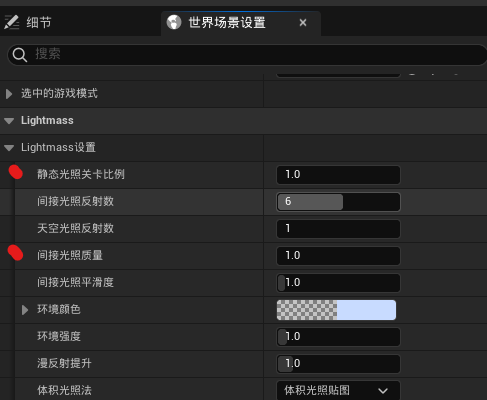 细节
世界场景设置
搜索
选中的游戏模式
Lightmass
Lightmass设置
静态光照关卡比例 1.0
间接光照反射数 6
天空光照反射数 1
间接光照质量 1.0
间接光照平滑度 1.0
环境颜色
环境强度 1.0
漫反射提升 1.0
体积光照法 体积光照贴图